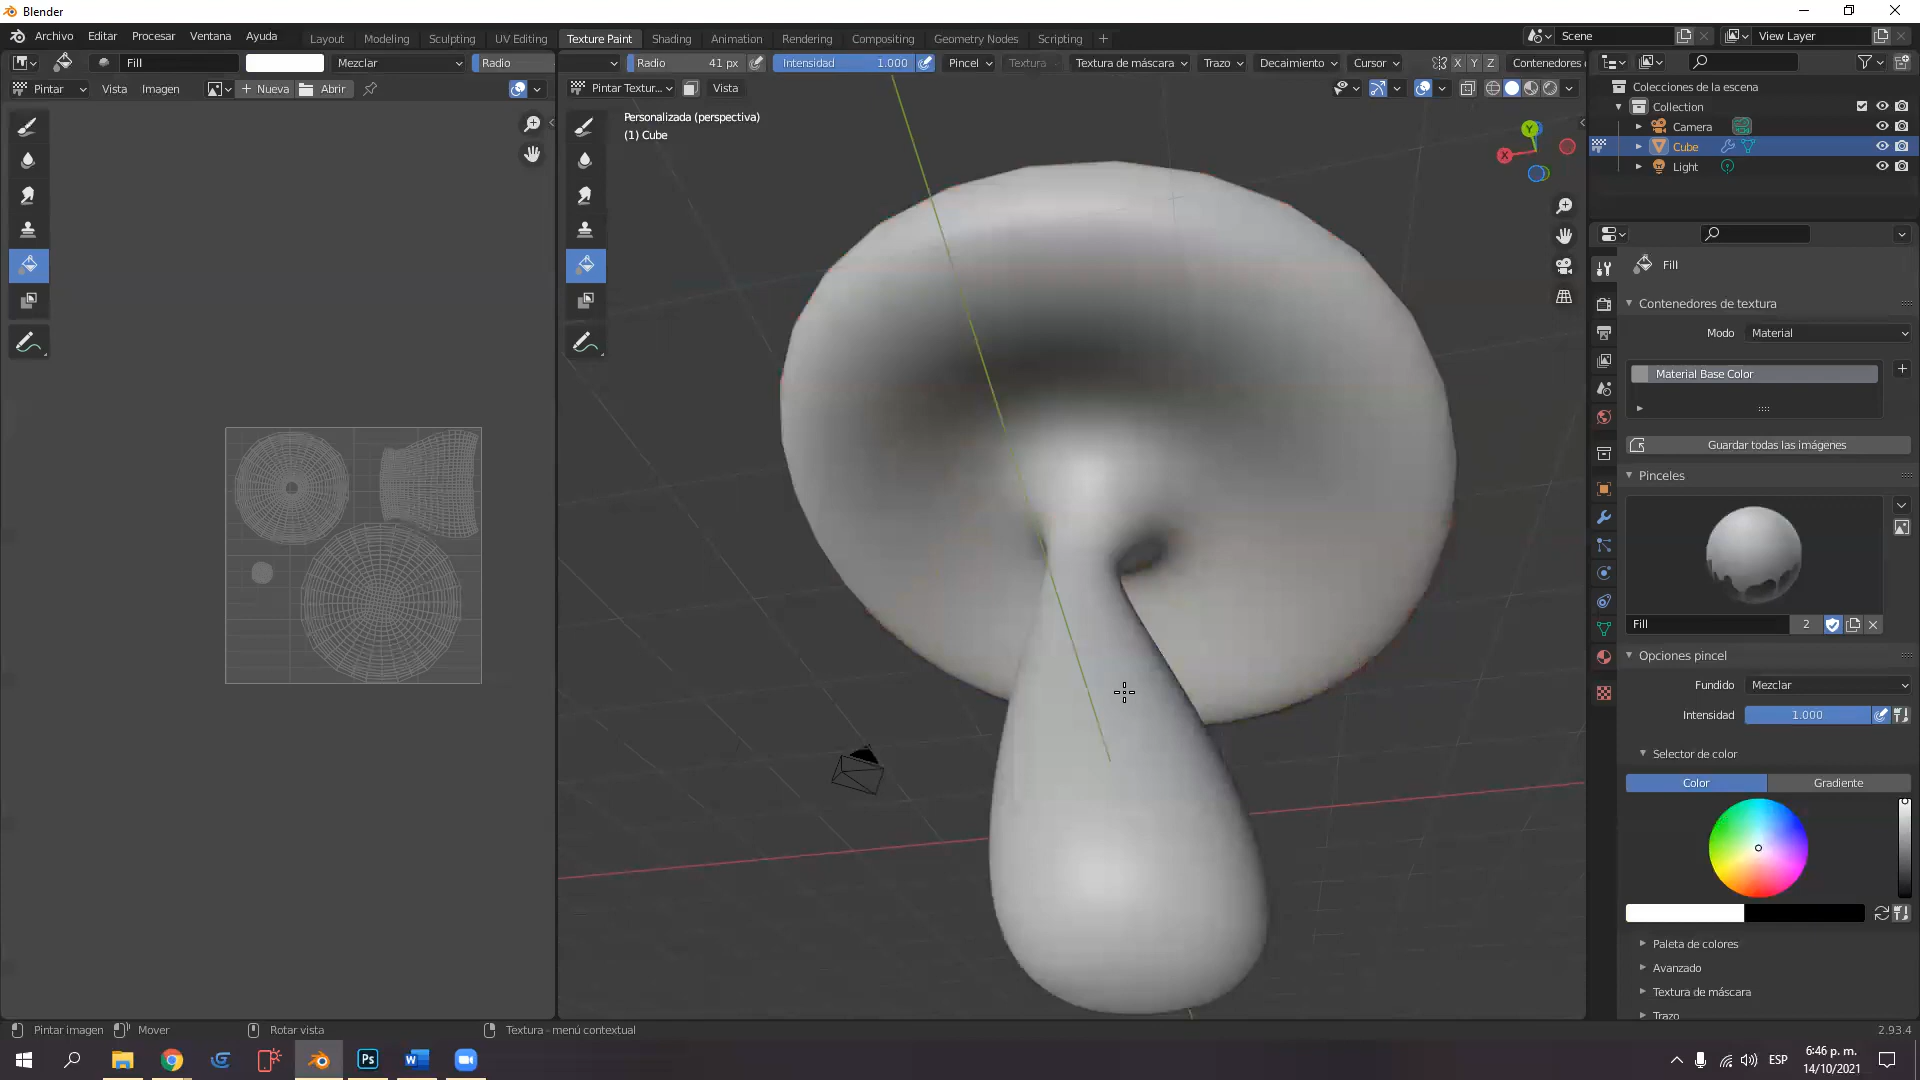 Blender
Archivo Editar Procesar Ventana Ayuda Layout Modeling Sculpting UV Editing Texture Paint Shading Animation Rendering Compositing Geometry Nodes Scripting + Scene View Layer
Fill Mezclar Radio Radio 41 px Intensidad 1.000 Pincel Textura Textura de máscara Trazo Decaimiento Cursor X Y Z Contenedores
Pintar Vista Imagen + Nueva Abrir Pintar Textur... Vista
Personalizada (perspectiva)
(1) Cube
Y
X
Colecciones de la escena
Collection
Camera
Cube
Light
Fill
Contenedores de textura
Modo Material
Material Base Color
Guardar todas las imágenes
Pinceles
Fill 2
Opciones pincel
Fundido Mezclar
Intensidad 1.000
Selector de color
Color Gradiente
Paleta de colores
Avanzado
Textura de máscara
Trazo
Pintar imagen Mover Rotar vista Textura - menú contextual 2.93.4
Ps ESP 6:46 p. m.
14/10/2021